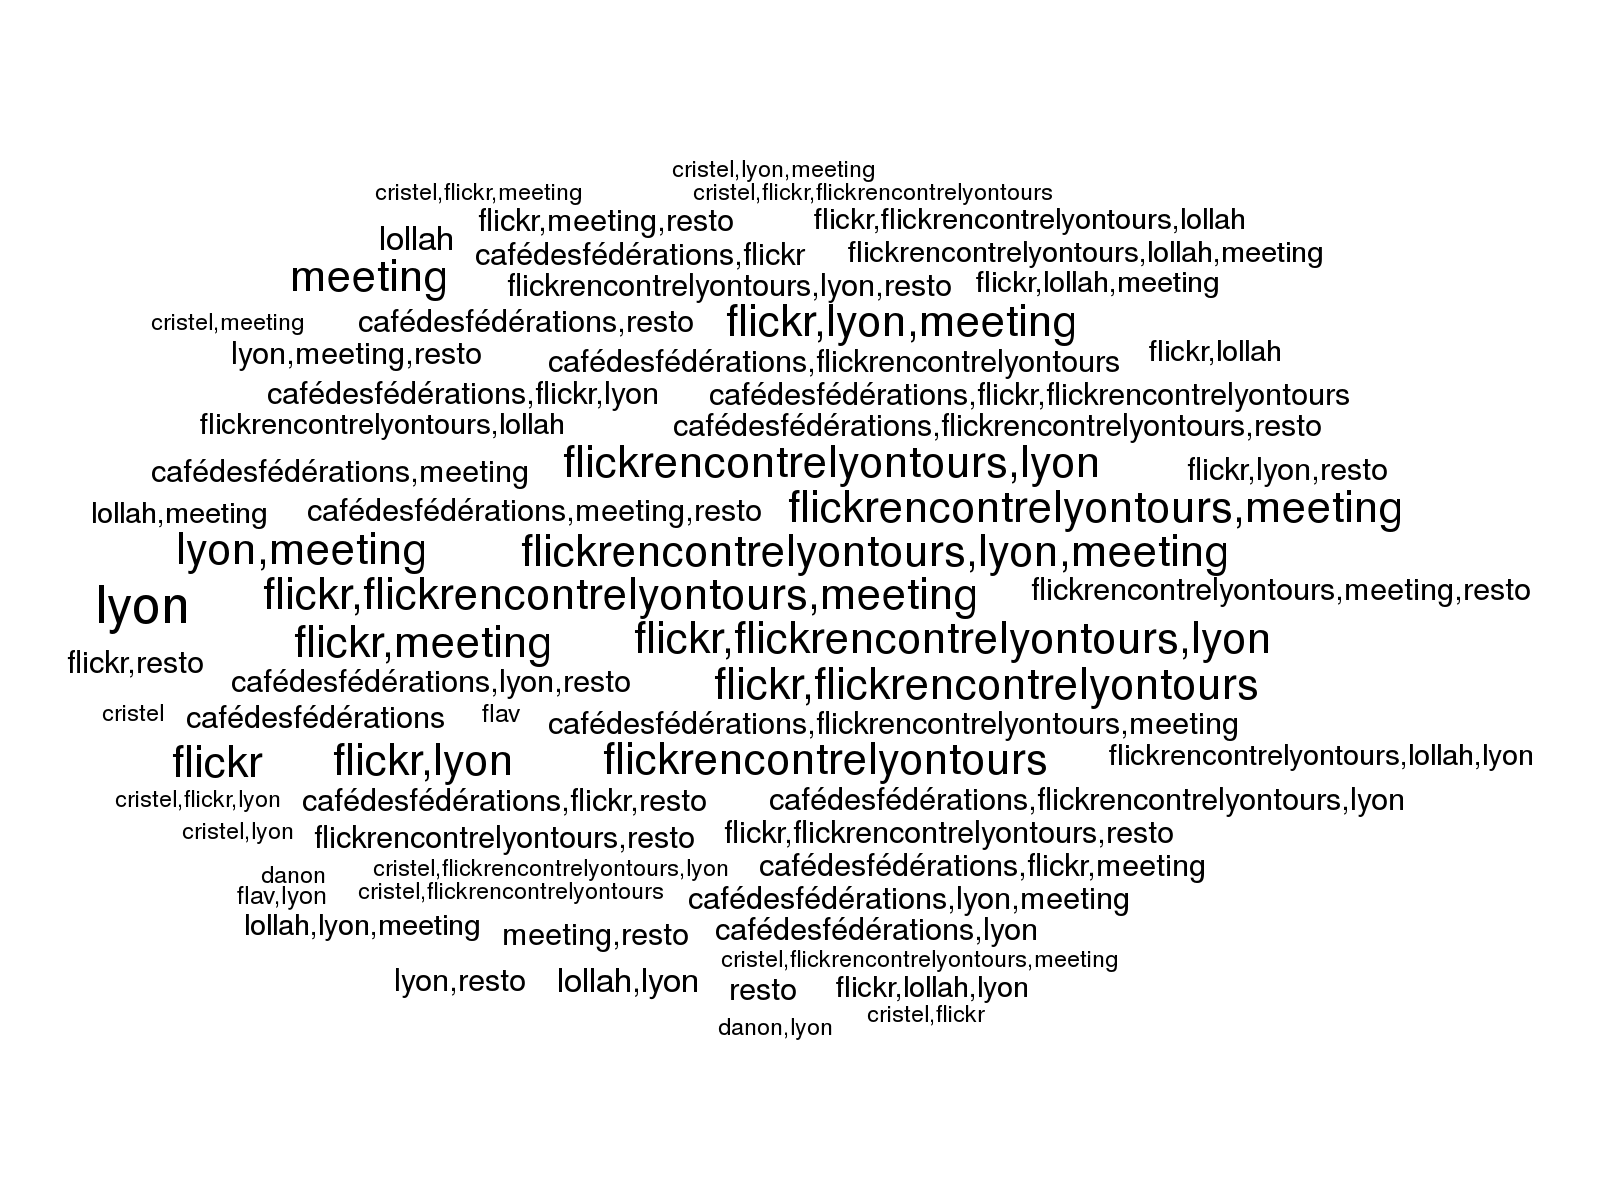 cristel,lyon,meeting
cristel,flickr,meeting cristel,flickr,flickrencontrelyontours
flickr,meeting,resto flickr,flickrencontrelyontours,lollah
lollah cafédesfédérations,flickr flickrencontrelyontours,lollah,meeting
meeting flickrencontrelyontours,lyon,resto flickr,lollah,meeting
cristel,meeting cafédesfédérations,resto flickr,lyon,meeting
lyon,meeting,resto cafédesfédérations,flickrencontrelyontours flickr,lollah
cafédesfédérations,flickr,lyon cafédesfédérations,flickr,flickrencontrelyontours
flickrencontrelyontours,lollah cafédesfédérations,flickrencontrelyontours,resto
cafédesfédérations,meeting flickrencontrelyontours,lyon flickr,lyon,resto
lollah,meeting cafédesfédérations,meeting,resto flickrencontrelyontours,meeting
lyon,meeting flickrencontrelyontours,lyon,meeting
lyon flickr,flickrencontrelyontours,meeting flickrencontrelyontours,meeting,resto
flickr,meeting flickr,flickrencontrelyontours,lyon
flickr,resto cafédesfédérations,lyon,resto flickr,flickrencontrelyontours
cristel cafédesfédérations flav cafédesfédérations,flickrencontrelyontours,meeting
flickr flickr,lyon flickrencontrelyontours flickrencontrelyontours,lollah,lyon
cristel,flickr,lyon cafédesfédérations,flickr,resto cafédesfédérations,flickrencontrelyontours,lyon
cristel,lyon flickrencontrelyontours,resto flickr,flickrencontrelyontours,resto
danon cristel,flickrencontrelyontours,lyon cafédesfédérations,flickr,meeting
flav,lyon cristel,flickrencontrelyontours cafédesfédérations,lyon,meeting
lollah,lyon,meeting meeting,resto cafédesfédérations,lyon
cristel,flickrencontrelyontours,meeting
lyon,resto lollah,lyon resto flickr,lollah,lyon
danon,lyon cristel,flickr